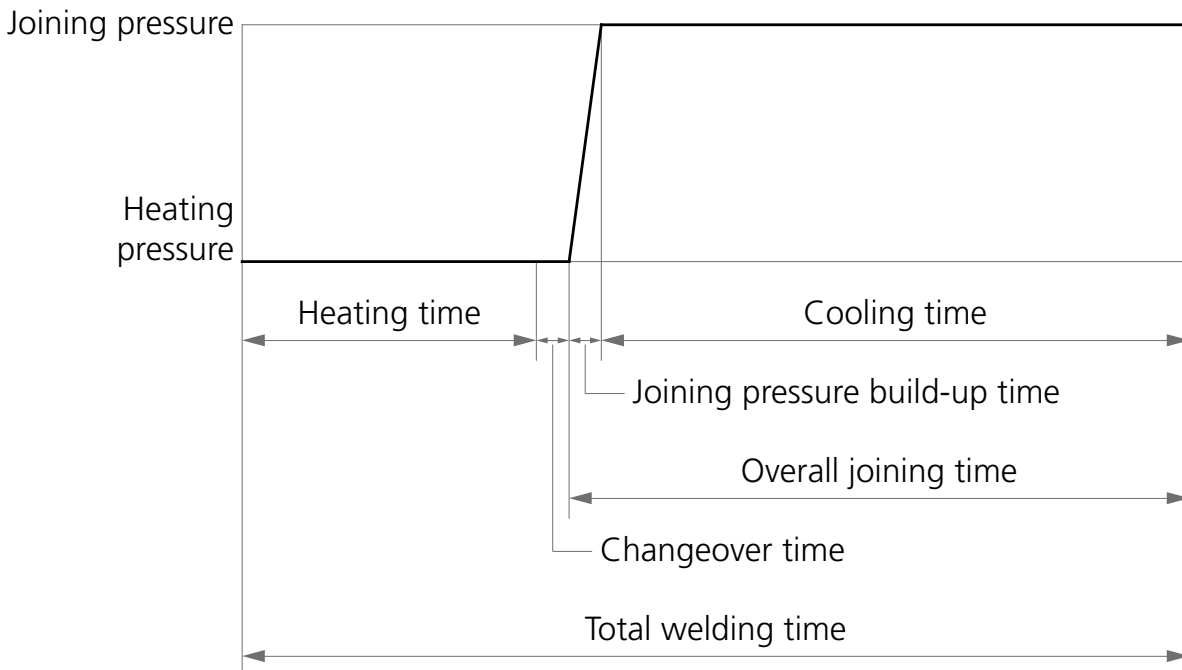 Joining pressure
Heating
pressure
Heating time
Cooling time
Joining pressure build-up time
Overall joining time
Changeover time
Total welding time